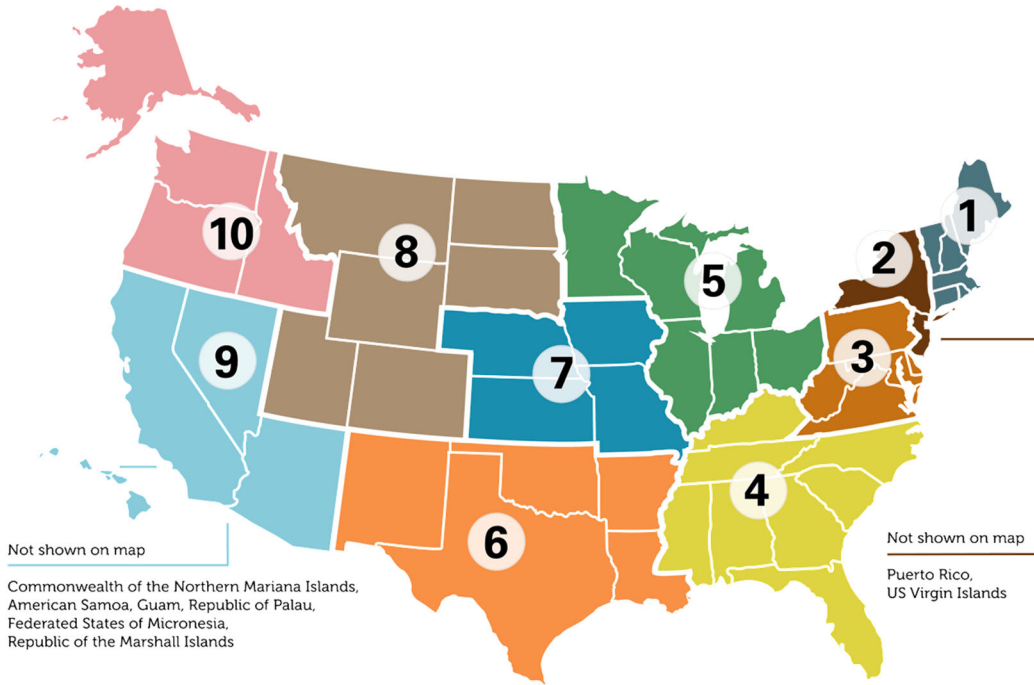 1
2
10
8
5
3
9
7
4
6
Not shown on map
Commonwealth of the Northern Mariana Islands,
American Samoa, Guam, Republic of Palau,
Federated States of Micronesia,
Republic of the Marshall Islands
Not shown on map
Puerto Rico,
US Virgin Islands